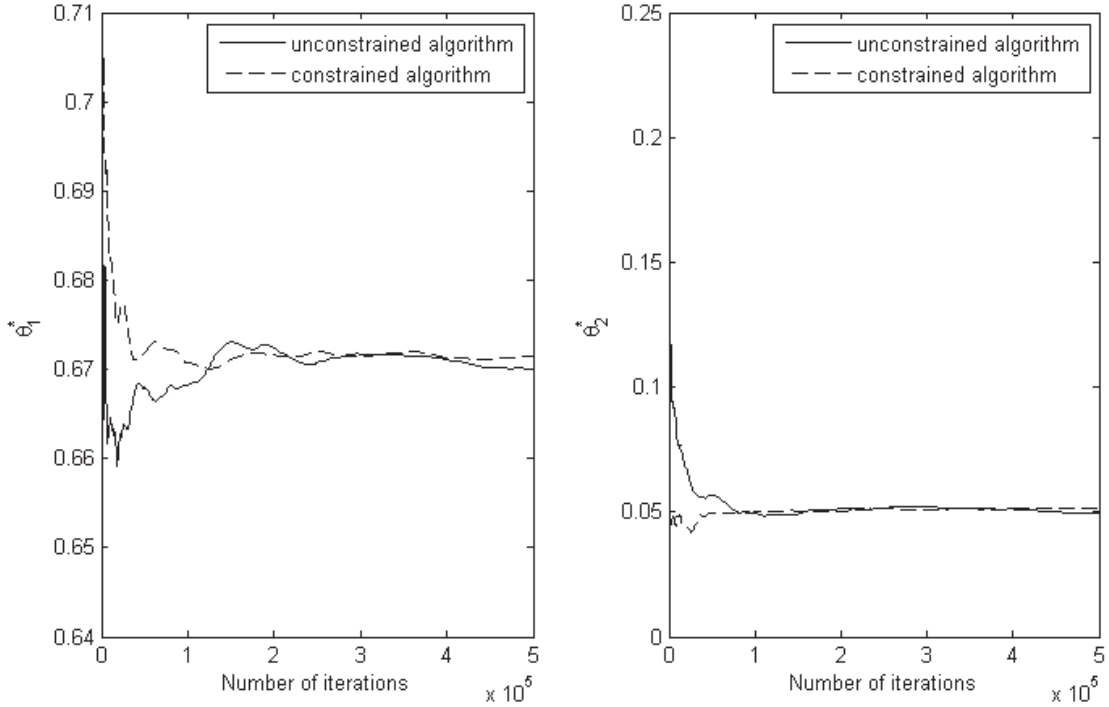 0.71
0.7
0.69
0.68
0.67
0.66
0.65
0.64
θ*1
unconstrained algorithm
constrained algorithm
0 1 2 3 4 5
Number of iterations
x 10^5
0.25
0.2
0.15
0.1
0.05
0
θ*2
unconstrained algorithm
constrained algorithm
0 1 2 3 4 5
Number of iterations
x 10^5